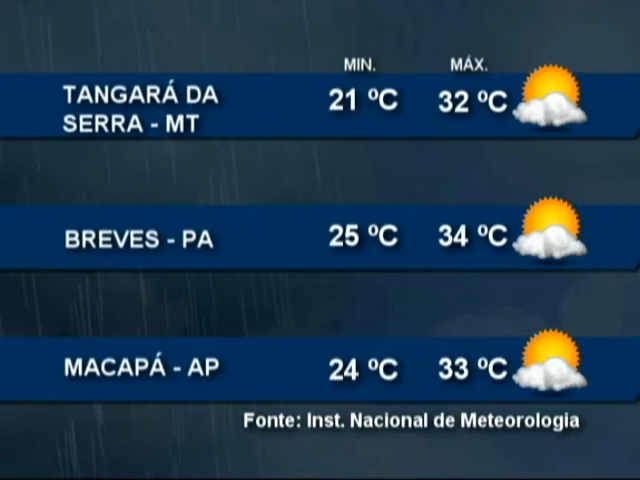 MIN. MÁX.
TANGARÁ DA
SERRA - MT
21 ºC 32 ºC
BREVES - PA 25 ºC 34 ºC
MACAPÁ - AP 24 ºC 33 ºC
Fonte: Inst. Nacional de Meteorologia